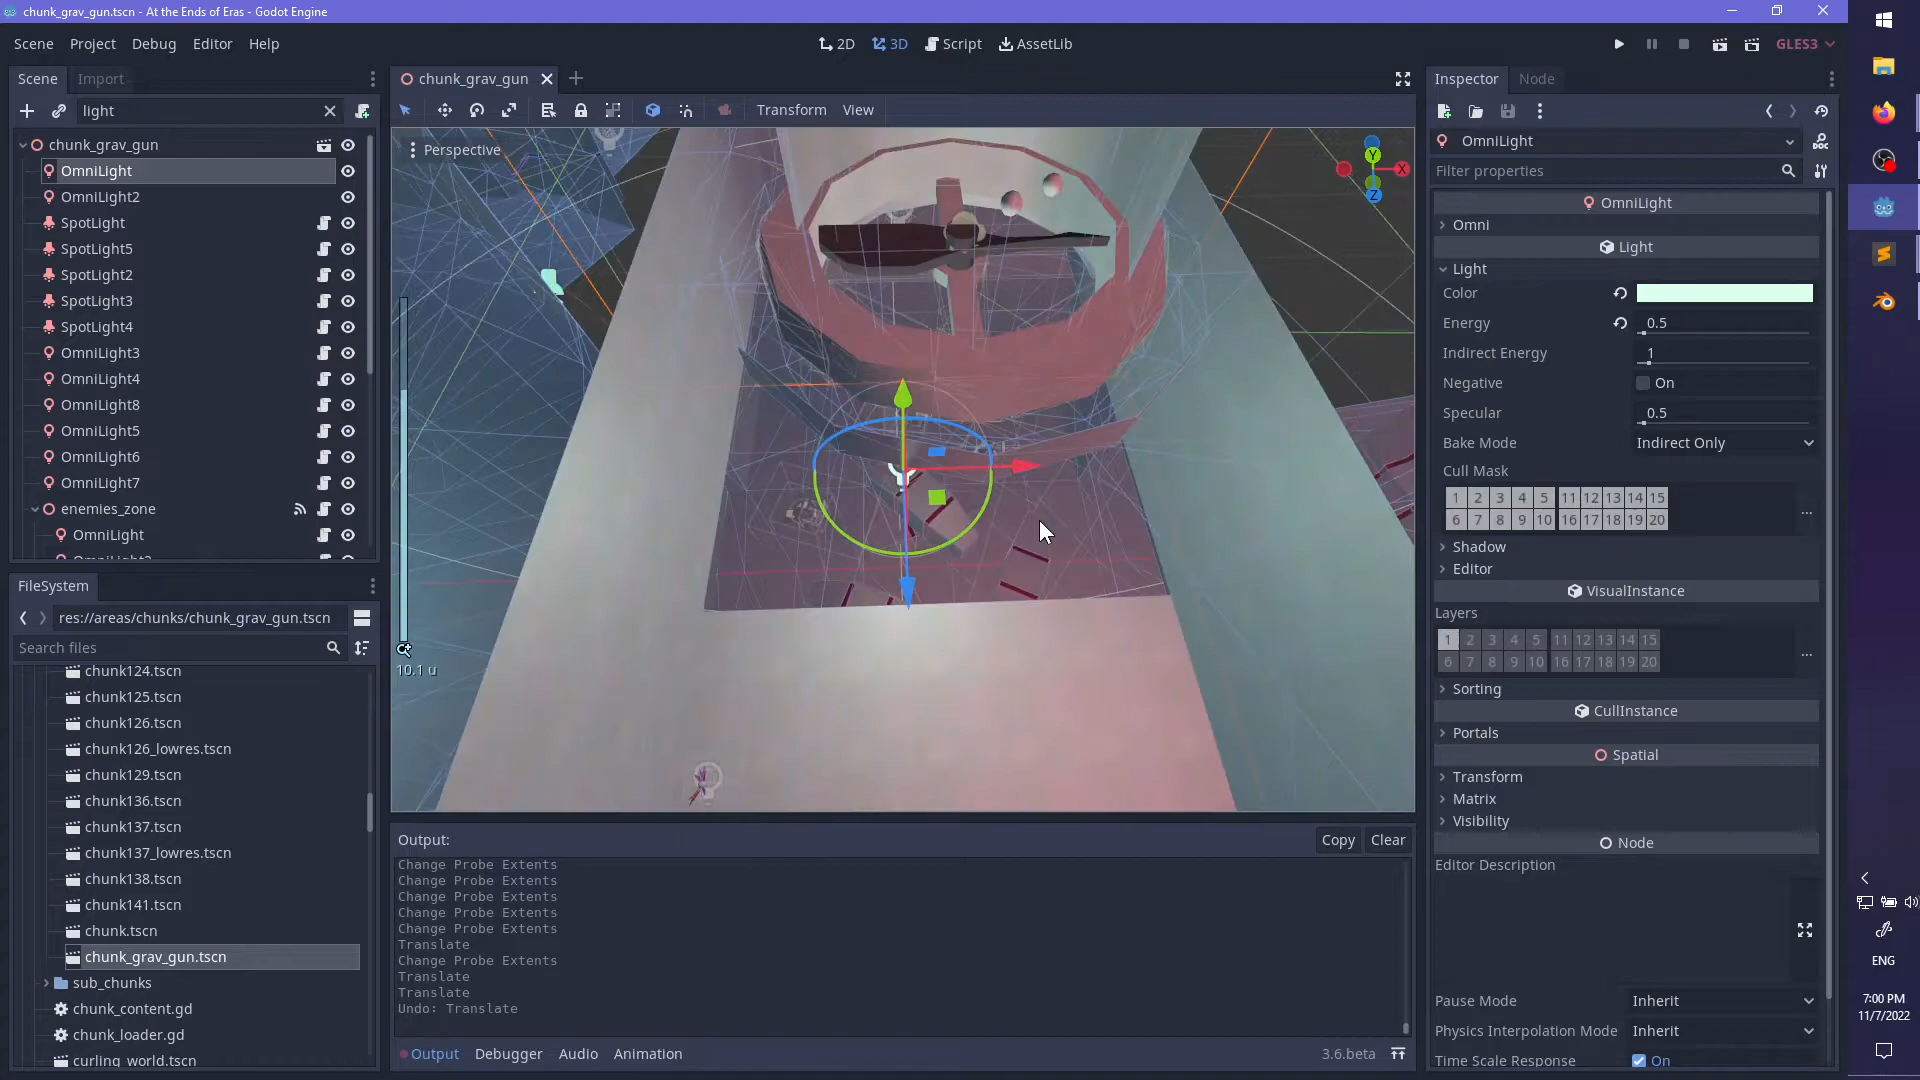 chunk_grav_gun.tscn - At the Ends of Eras - Godot Engine
Scene Project Debug Editor Help
2D 3D Script AssetLib
GLES3
Scene Import
light
chunk_grav_gun
OmniLight
OmniLight2
SpotLight
SpotLight5
SpotLight2
SpotLight3
SpotLight4
OmniLight3
OmniLight4
OmniLight8
OmniLight5
OmniLight6
OmniLight7
enemies_zone
OmniLight
FileSystem
res://areas/chunks/chunk_grav_gun.tscn
Search files
chunk124.tscn
chunk125.tscn
chunk126.tscn
chunk126_lowres.tscn
chunk129.tscn
chunk136.tscn
chunk137.tscn
chunk137_lowres.tscn
chunk138.tscn
chunk141.tscn
chunk.tscn
chunk_grav_gun.tscn
sub_chunks
chunk_content.gd
chunk_loader.gd
curling_world.tscn
chunk_grav_gun
Transform View
Perspective
Y X Z
10.1 u
Output:
Copy Clear
Change Probe Extents
Change Probe Extents
Change Probe Extents
Change Probe Extents
Change Probe Extents
Translate
Change Probe Extents
Translate
Translate
Undo: Translate
Output Debugger Audio Animation
3.6.beta
Inspector Node
OmniLight
Filter properties
OmniLight
Omni
Light
Light
Color
Energy 0.5
Indirect Energy 1
Negative On
Specular 0.5
Bake Mode Indirect Only
Cull Mask
1 2 3 4 5 11 12 13 14 15
6 7 8 9 10 16 17 18 19 20
...
Shadow
Editor
VisualInstance
Layers
1 2 3 4 5 11 12 13 14 15
6 7 8 9 10 16 17 18 19 20
...
Sorting
CullInstance
Portals
Spatial
Transform
Matrix
Visibility
Node
Editor Description
Pause Mode Inherit
Physics Interpolation Mode Inherit
Time Scale Response On
ENG
7:00 PM
11/7/2022